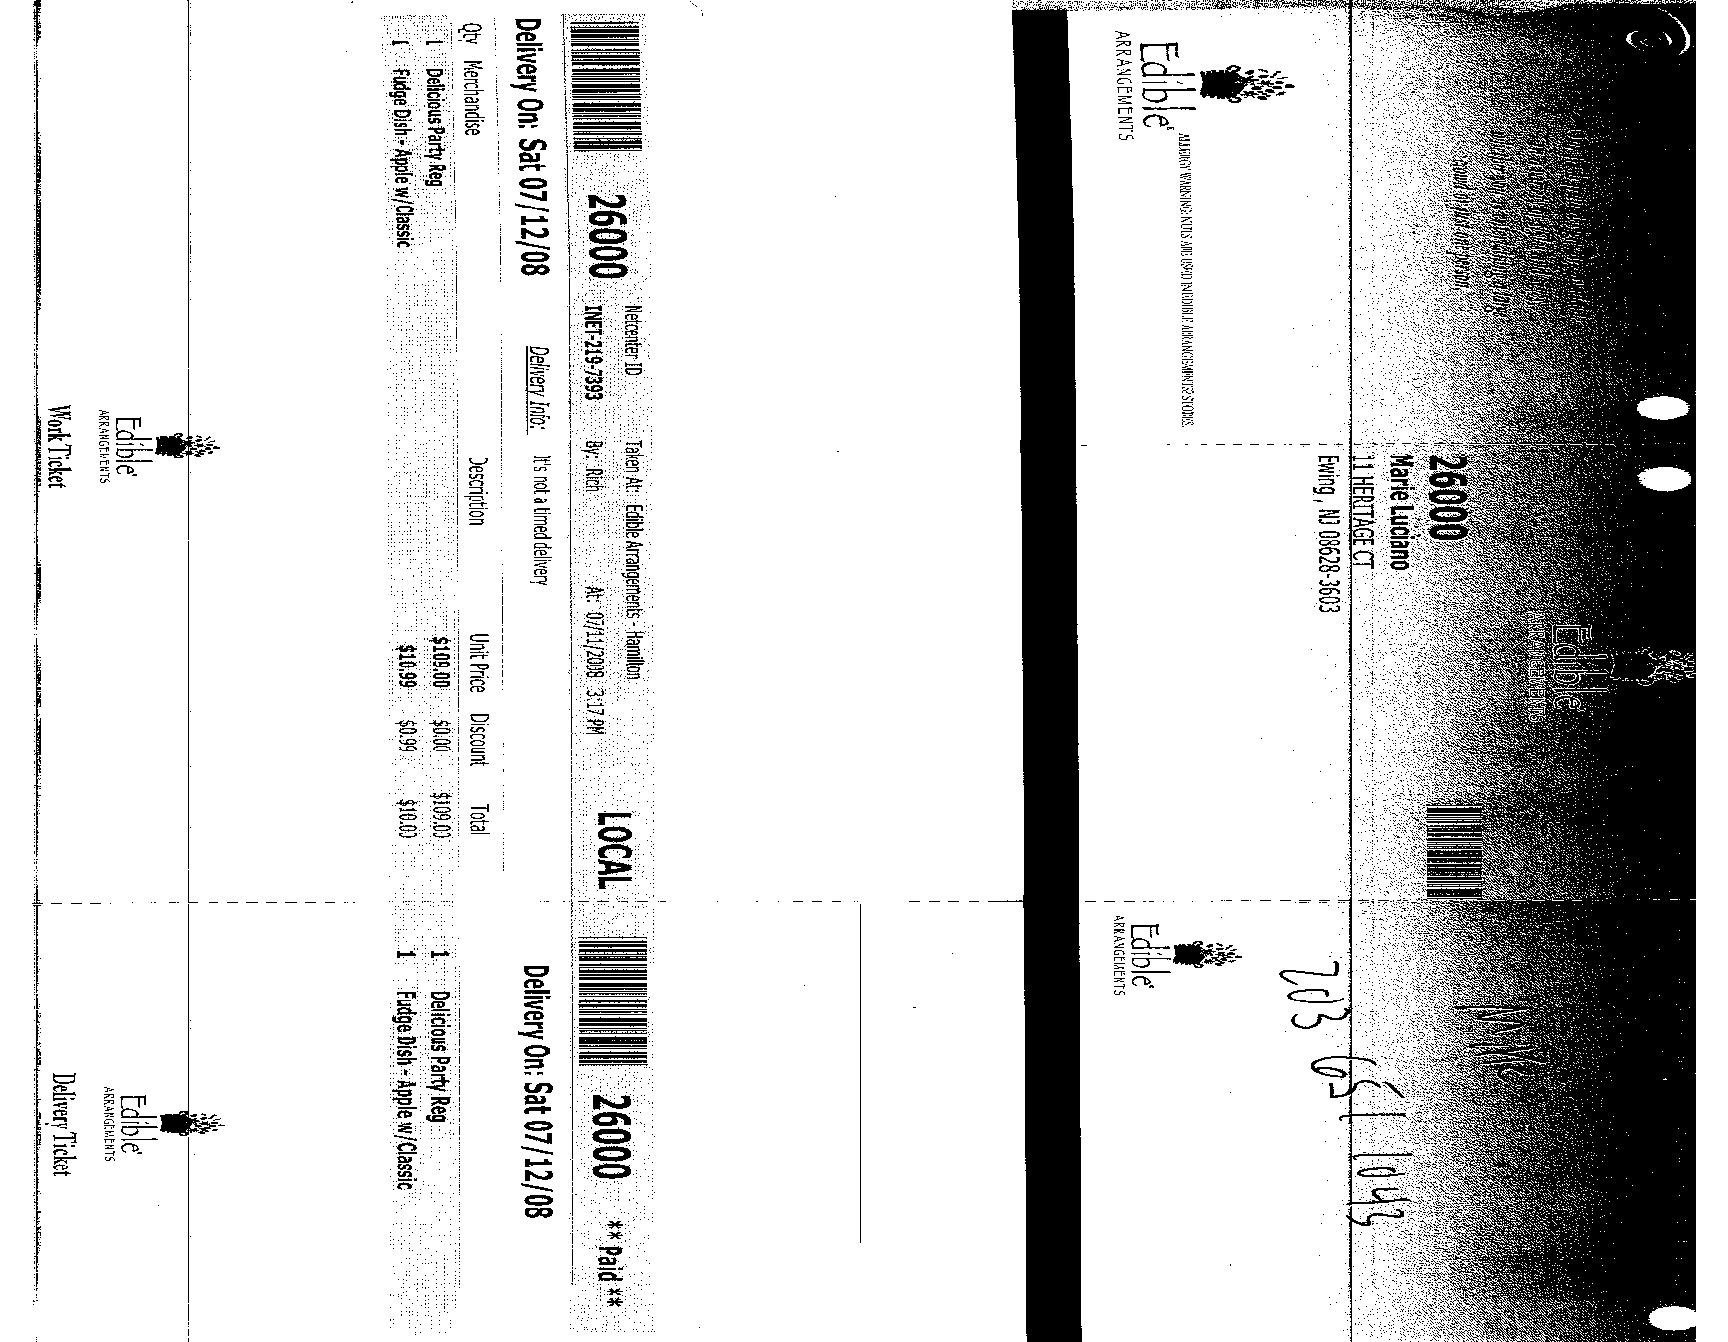 Edible®
ARRANGEMENTS
ALLERGY WARNING: NUTS ARE USED IN EDIBLE ARRANGEMENTS® STORES.
26000
Marie Luciano
11 HERITAGE CT
Ewing , NJ 08628-3603
Edible
ARRANGEMENTS
Edible®
ARRANGEMENTS
203 651 1043
26000
Netcenter ID
INET-219-7393
Taken At: Edible Arrangements - Hamilton
By: Rich
At: 07/11/2008 3:17 PM
LOCAL
Delivery On: Sat 07/12/08
Delivery Info: It's not a timed delivery
Qty Merchandise Description Unit Price Discount Total
1 Delicious Party Reg $109.00 $0.00 $109.00
1 Fudge Dish - Apple w/Classic $10.99 $0.99 $10.00
Edible®
ARRANGEMENTS
Work Ticket
26000 ** Paid **
Delivery On: Sat 07/12/08
1 Delicious Party Reg
1 Fudge Dish - Apple w/Classic
Edible®
ARRANGEMENTS
Delivery Ticket